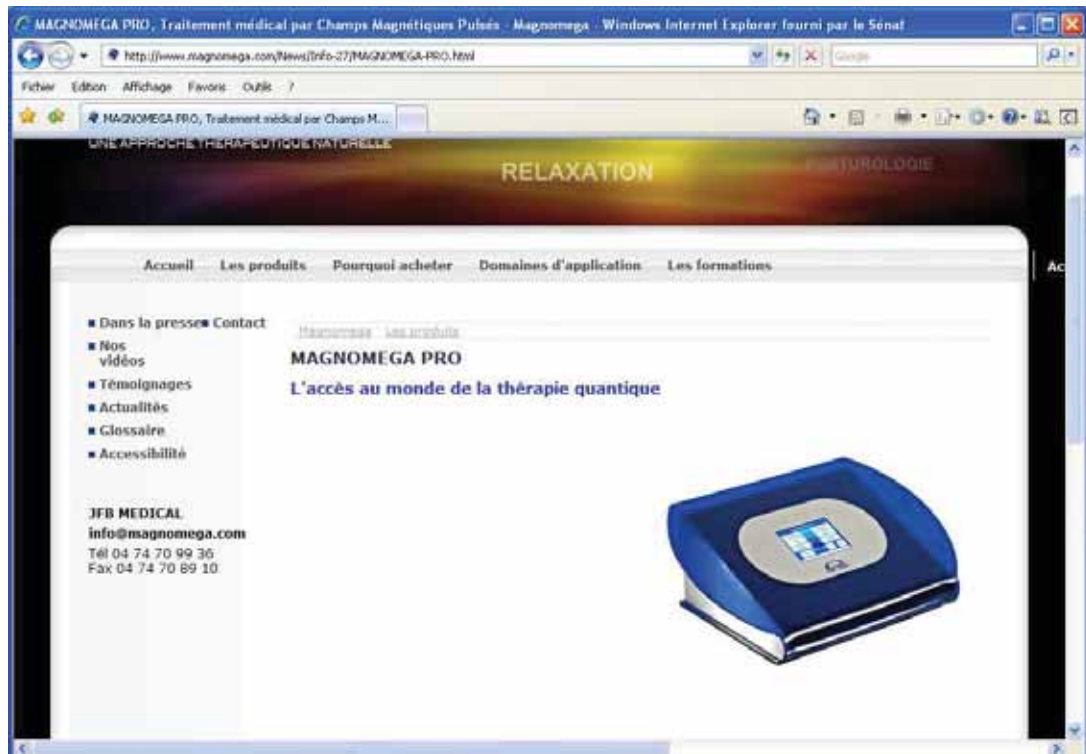 MAGNOMEGA PRO, Traitement médical par Champs Magnétiques Pulsés - Magnomega - Windows Internet Explorer fourni par le Sénat
http://www.magnomega.com/News/Info-27/MAGNOMEGA-PRO.html
Google
Fichier Edition Affichage Favoris Outils ?
MAGNOMEGA PRO, Traitement médical par Champs M...
UNE APPROCHE THERAPEUTIQUE NATURELLE
RELAXATION
POSTUROLOGIE
Accueil Les produits Pourquoi acheter Domaines d'application Les formations
Ac
Dans la presse Contact
Nos
vidéos
Témoignages
Actualités
Glossaire
Accessibilité
Magnomega Les produits
MAGNOMEGA PRO
L'accès au monde de la thérapie quantique
JFB MEDICAL
info@magnomega.com
Tél 04 74 70 99 36
Fax 04 74 70 89 10